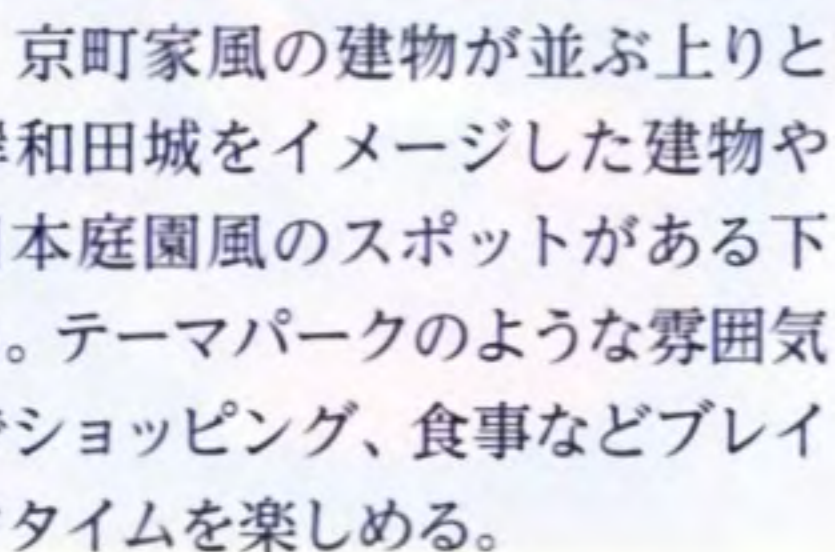 京町家風の建物が並ぶ上りと
和田城をイメージした建物や
本庭園風のスポットがある下
。テーマパークのような雰囲気
ショッピング、食事などブレイ
タイムを楽しめる。